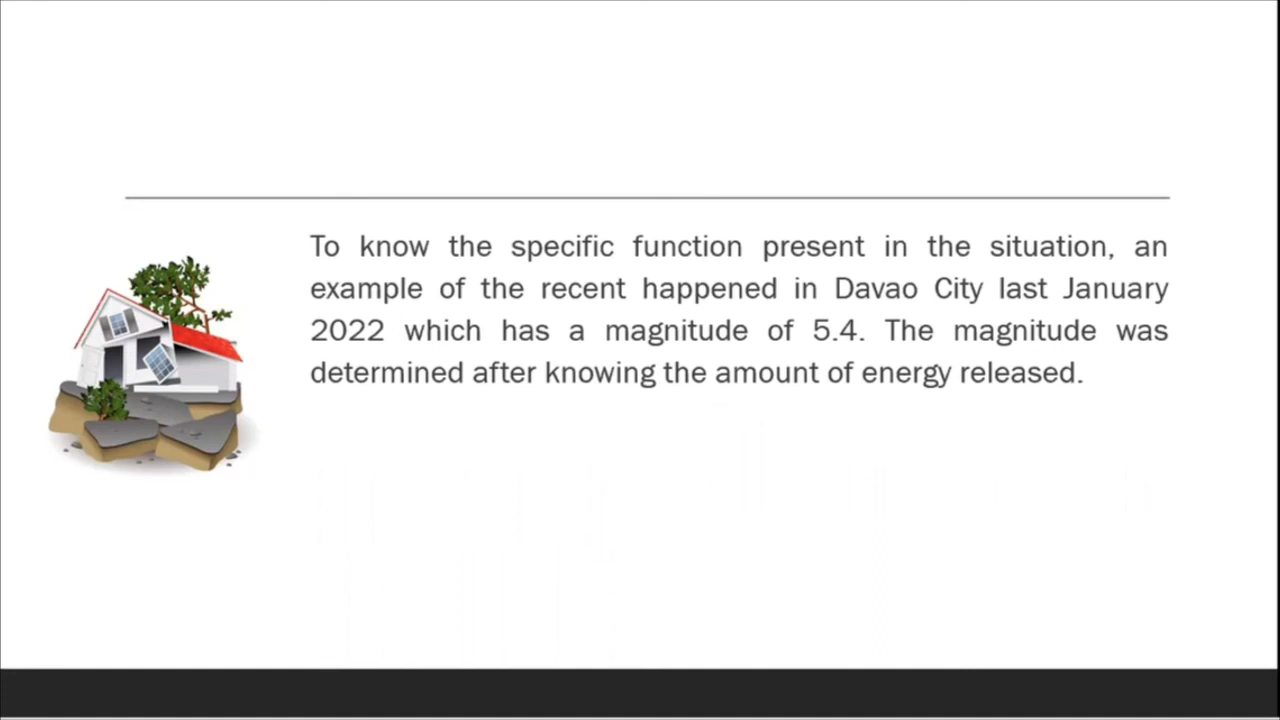 To know the specific function present in the situation, an
example of the recent happened in Davao City last January
2022 which has a magnitude of 5.4. The magnitude was
determined after knowing the amount of energy released.